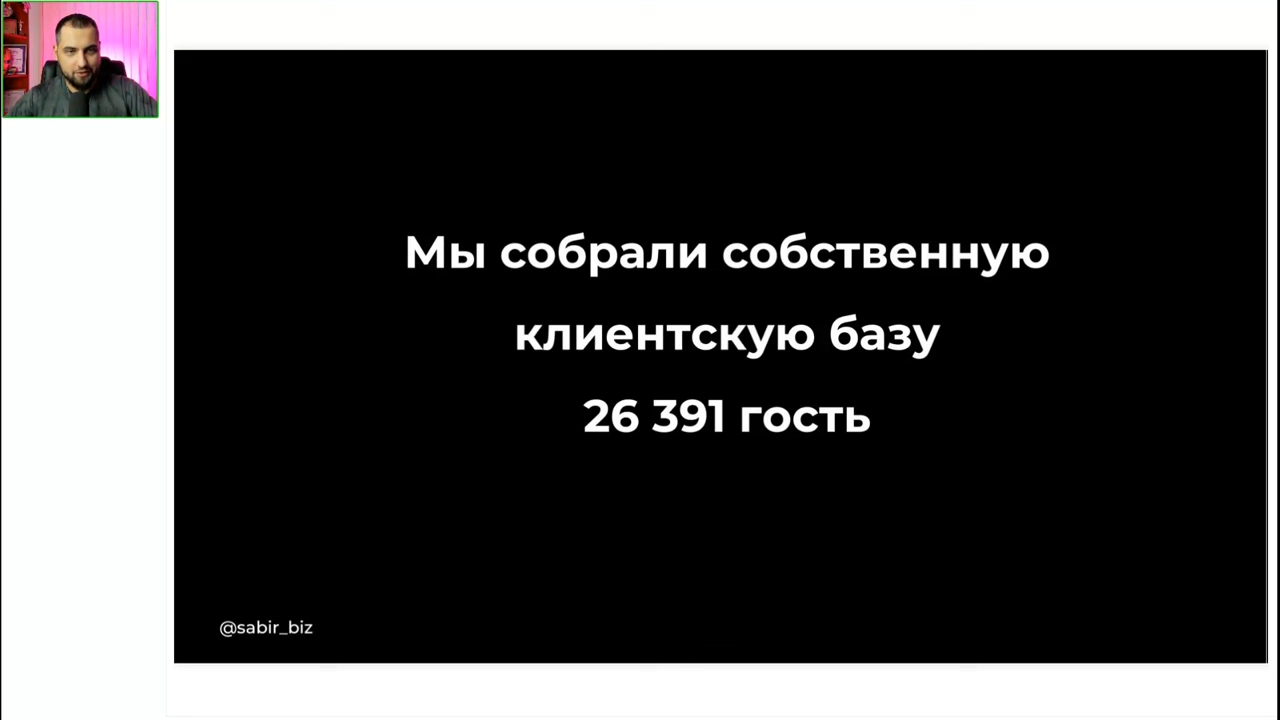 Мы собрали собственную
клиентскую базу
26 391 гость
@sabir_biz